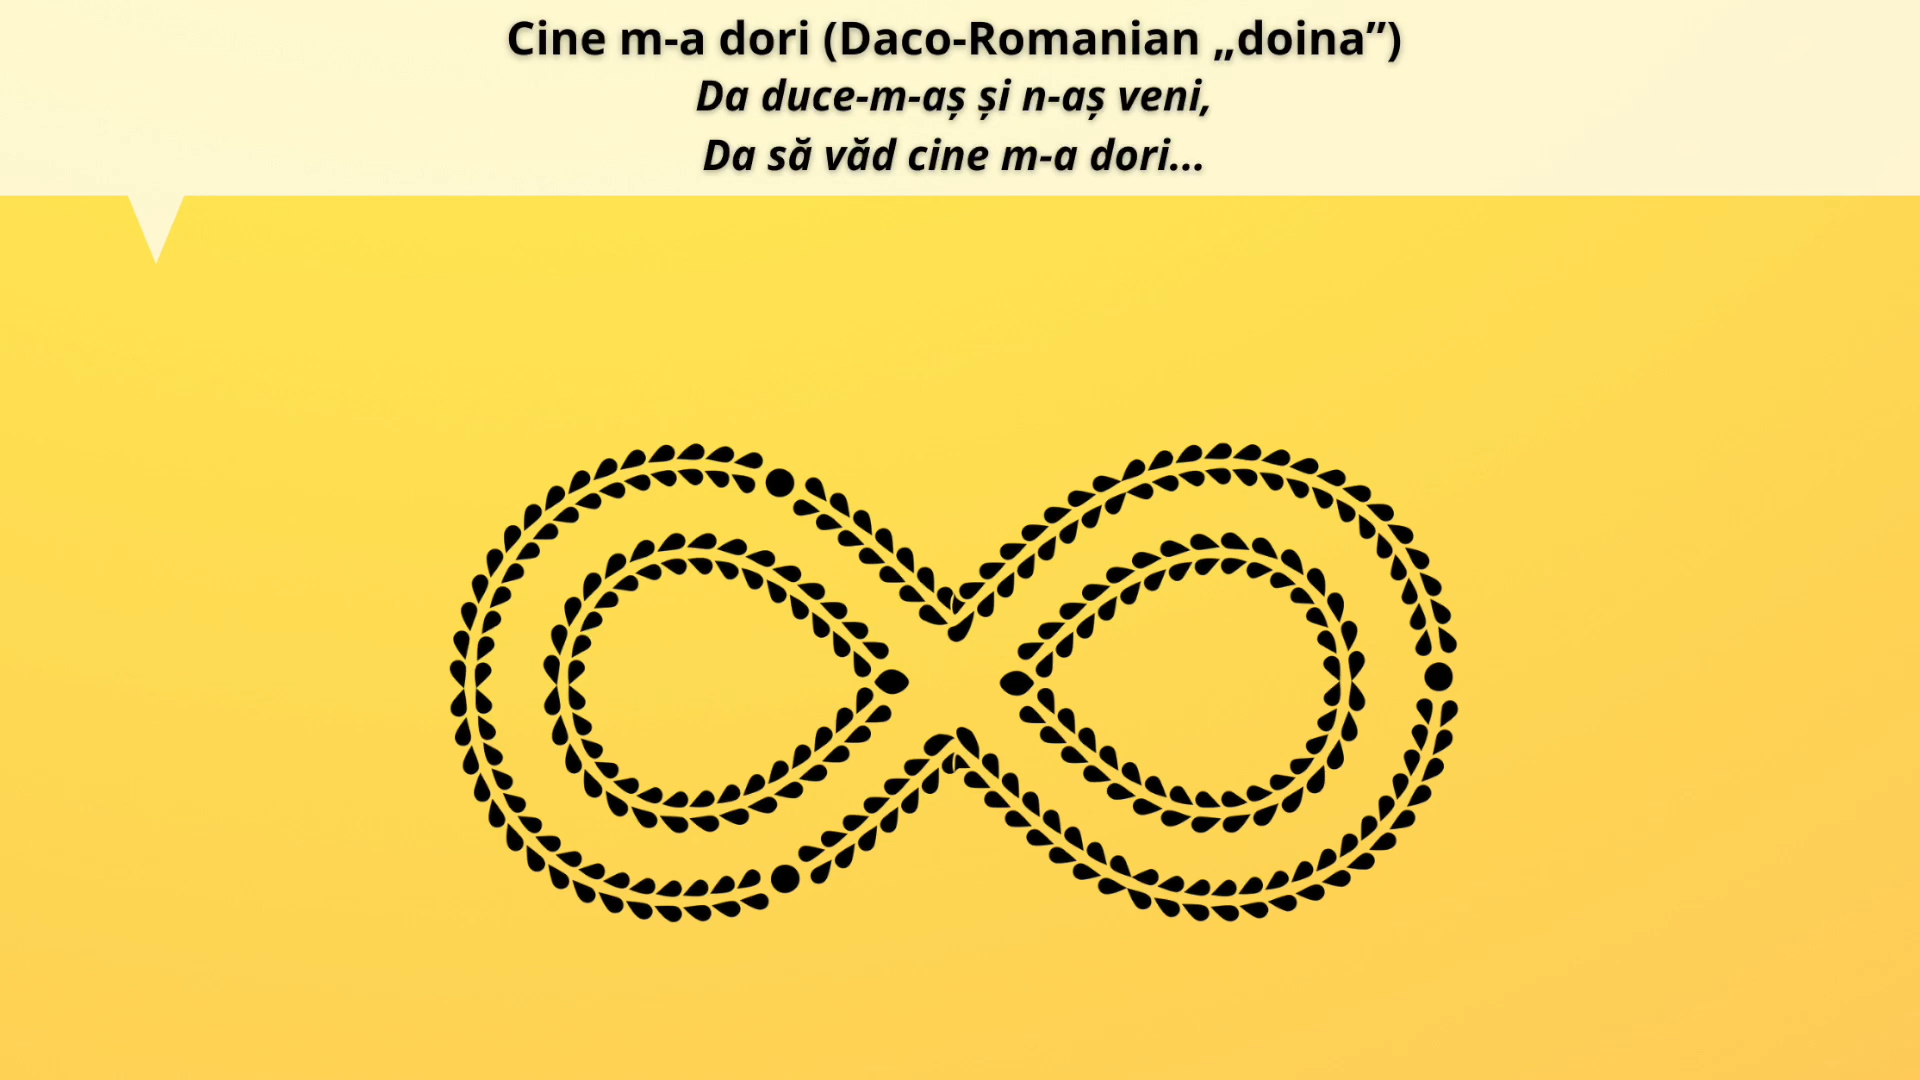 Cine m-a dori (Daco-Romanian „doina”)
Da duce-m-aș și n-aș veni,
Da să văd cine m-a dori...